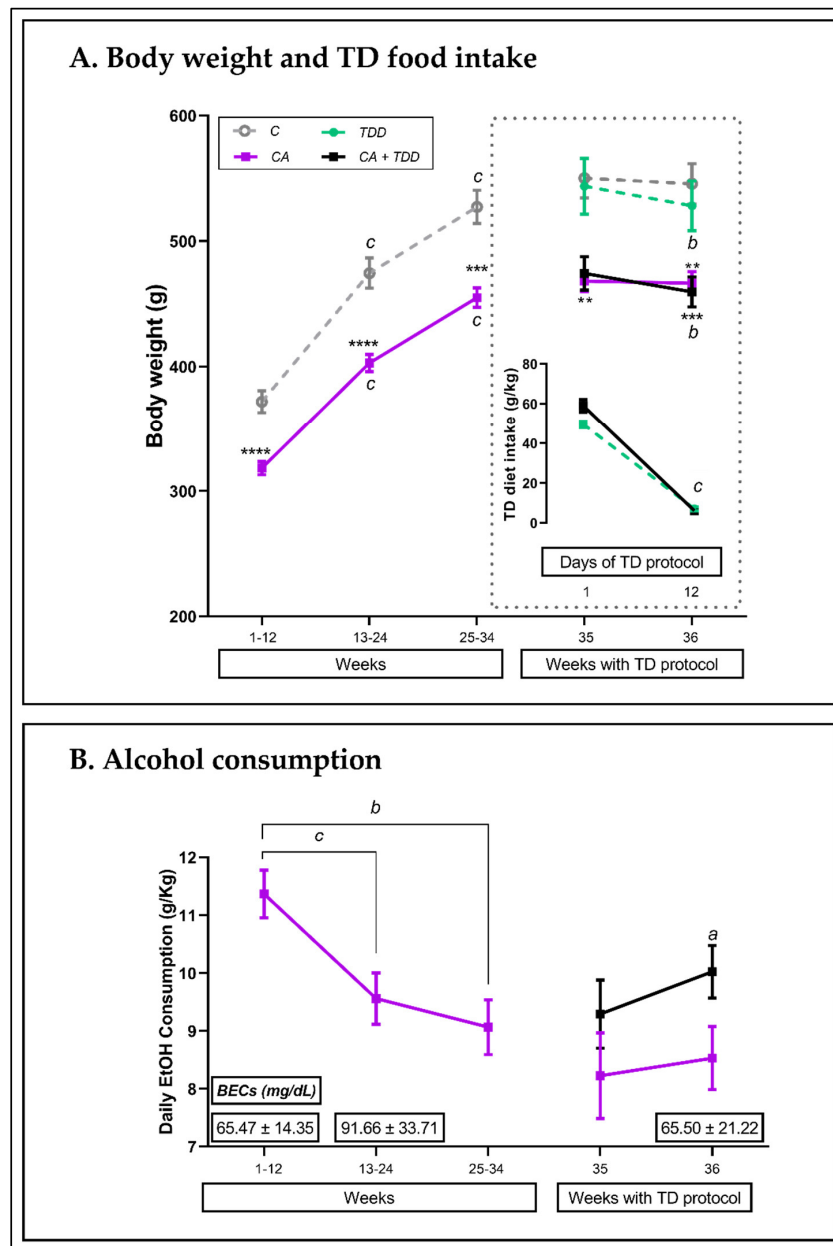 A. Body weight and TD food intake
C
TDD
CA
CA + TDD
Body weight (g)
600
500
400
300
200
c
c
****
****
c
***
c
b
**
**
***
b
TD diet intake (g/kg)
80
60
40
20
0
c
Days of TD protocol
1
12
1-12
13-24
25-34
35
36
Weeks
Weeks with TD protocol
B. Alcohol consumption
b
c
a
Daily EtOH Consumption (g/Kg)
12
11
10
9
8
7
BECs (mg/dL)
65.47 ± 14.35
91.66 ± 33.71
65.50 ± 21.22
1-12
13-24
25-34
35
36
Weeks
Weeks with TD protocol